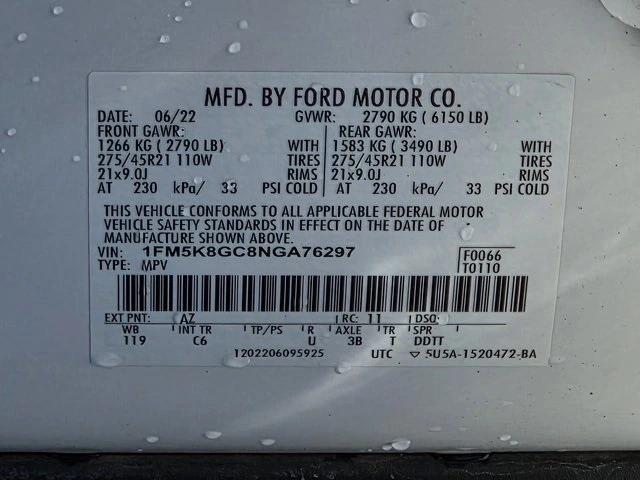 MFD. BY FORD MOTOR CO.
DATE: 06/22 GVWR: 2790 KG ( 6150 LB)
FRONT GAWR: REAR GAWR:
1266 KG ( 2790 LB) WITH 1583 KG ( 3490 LB) WITH
275/45R21 110W TIRES 275/45R21 110W TIRES
21x9.0J RIMS 21x9.0J RIMS
AT 230 kPa/ 33 PSI COLD AT 230 kPa/ 33 PSI COLD
THIS VEHICLE CONFORMS TO ALL APPLICABLE FEDERAL MOTOR
VEHICLE SAFETY STANDARDS IN EFFECT ON THE DATE OF
MANUFACTURE SHOWN ABOVE.
VIN: 1FM5K8GC8NGA76297 F0066
TYPE: MPV T0110
EXT PNT: AZ RC: 11 DSO:
WB INT TR TP/PS R AXLE TR SPR
119 C6 U 3B T DDTT
1202206095925 UTC ▽ 5U5A-1520472-BA